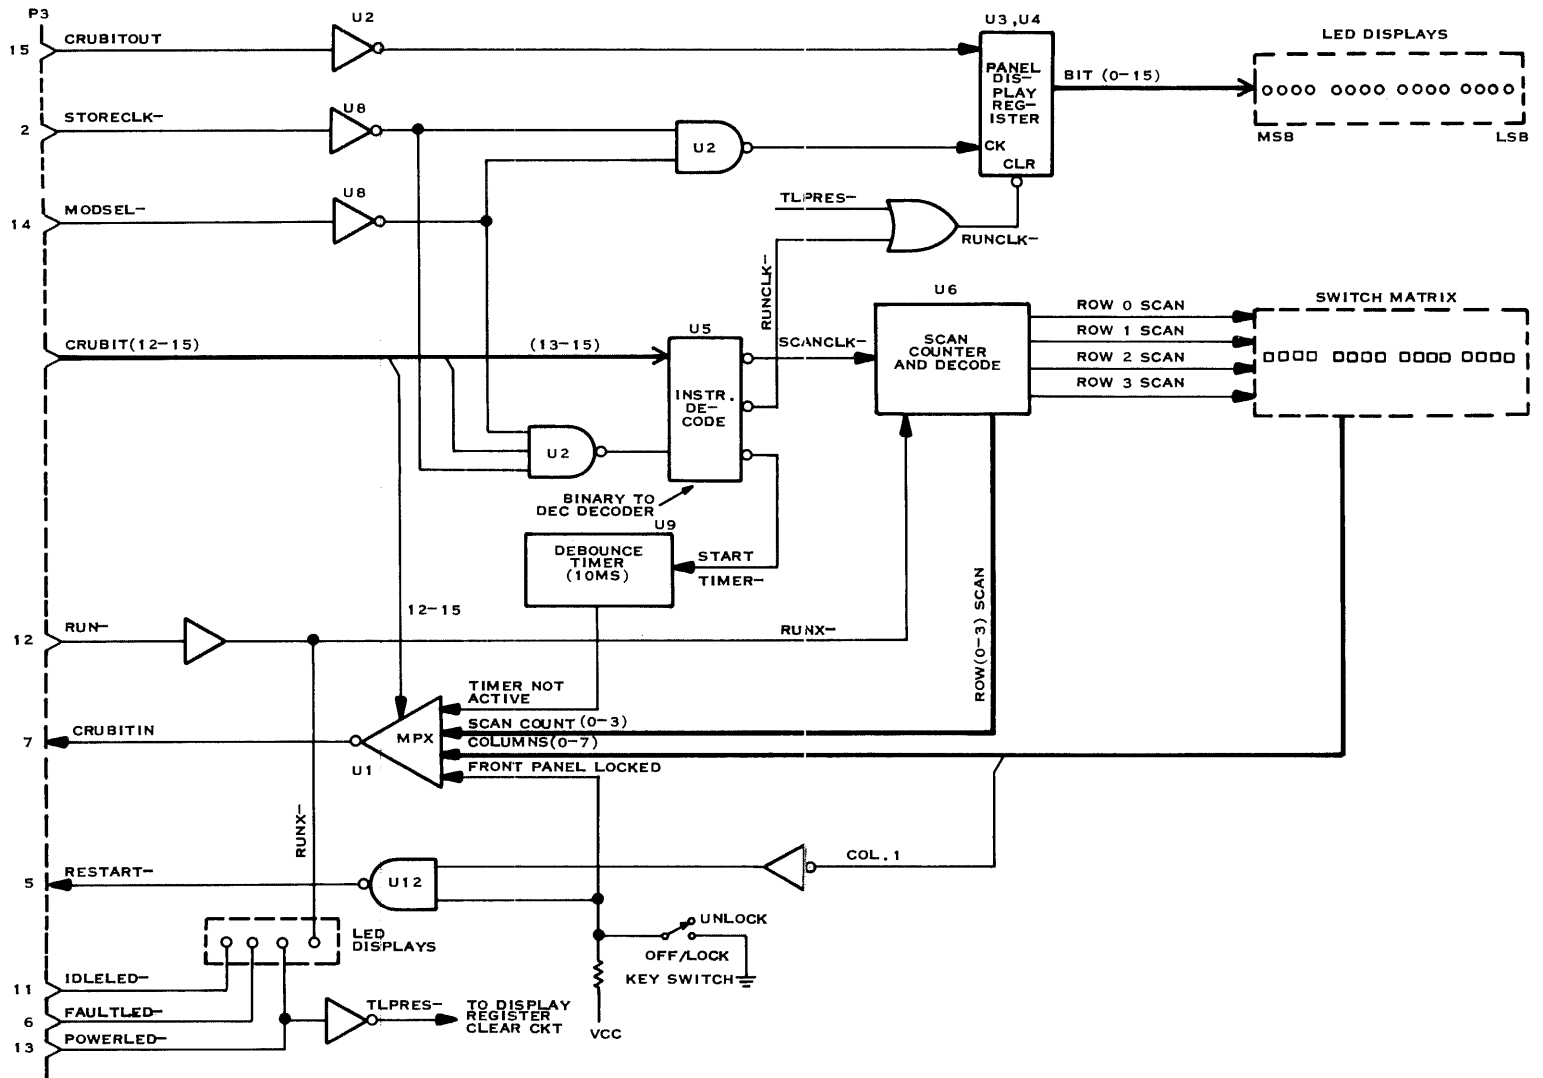 P3
U2
U3,U4
15
CRUBITOUT
LED DISPLAYS
PANEL
DIS-
PLAY
REG-
ISTER
BIT (0-15)
2
STORECLK-
U8
U2
CK
CLR
MSB
LSB
14
MODSEL-
U8
TLPRES-
RUNCLK-
RUNCLK-
U6
CRUBIT(12-15)
(13-15)
U5
SCANCLK-
SCAN
COUNTER
AND DECODE
ROW 0 SCAN
ROW 1 SCAN
ROW 2 SCAN
ROW 3 SCAN
SWITCH MATRIX
INSTR.
DE-
CODE
U2
BINARY TO
DEC DECODER
U9
DEBOUNCE
TIMER
(10MS)
START
TIMER-
12-15
12
RUN-
RUNX-
ROW(0-3) SCAN
TIMER NOT
ACTIVE
SCAN COUNT (0-3)
COLUMNS(0-7)
FRONT PANEL LOCKED
7
CRUBITIN
MPX
U1
RUNX-
COL. 1
5
RESTART-
U12
LED
DISPLAYS
UNLOCK
OFF/LOCK
KEY SWITCH
VCC
11
IDLELED-
6
FAULTLED-
13
POWERLED-
TLPRES-
TO DISPLAY
REGISTER
CLEAR CKT